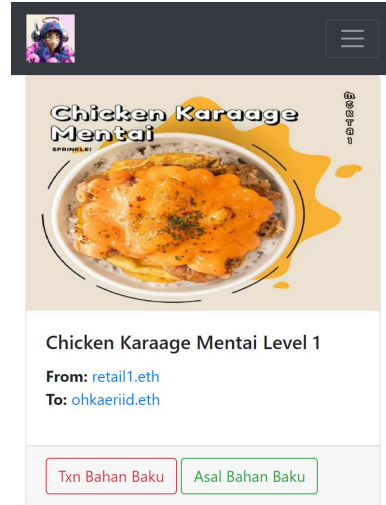 Chicken Karaage
Mentai
SPRINKLE!
MENTAI
Chicken Karaage Mentai Level 1
From: retail1.eth
To: ohkaeriid.eth
Txn Bahan Baku
Asal Bahan Baku